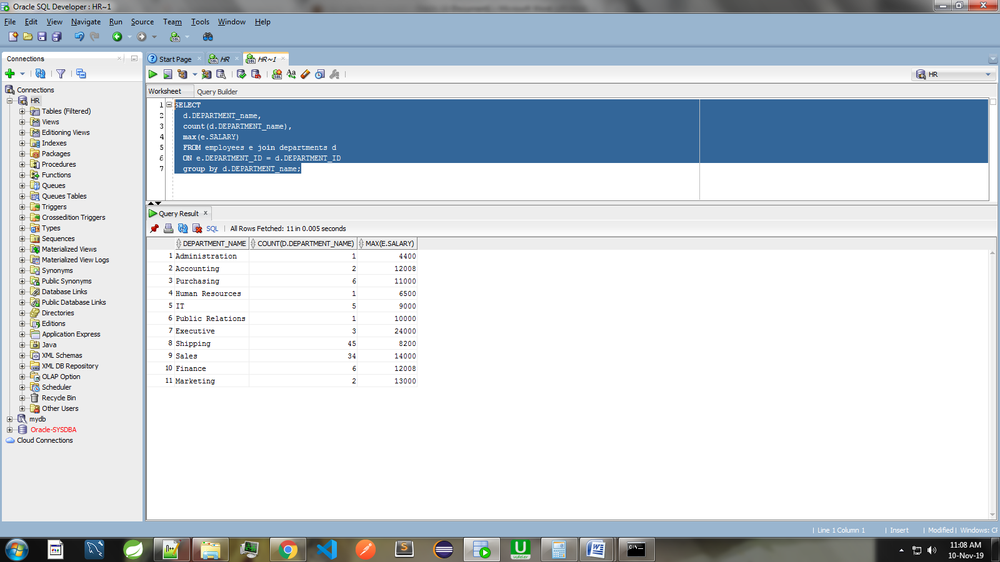 Oracle SQL Developer : HR~1
File Edit View Navigate Run Source Team Tools Window Help
Connections
Start Page HR HR~1
HR
Worksheet Query Builder
Connections
HR
Tables (Filtered)
Views
Editioning Views
Indexes
Packages
Procedures
Functions
Queues
Queues Tables
Triggers
Crossedition Triggers
Types
Sequences
Materialized Views
Materialized View Logs
Synonyms
Public Synonyms
Database Links
Public Database Links
Directories
Editions
Application Express
Java
XML Schemas
XML DB Repository
OLAP Option
Scheduler
Recycle Bin
Other Users
mydb
Oracle-SYSDBA
Cloud Connections
1 SELECT
2 d.DEPARTMENT_name,
3 count(d.DEPARTMENT_name),
4 max(e.SALARY)
5 FROM employees e join departments d
6 ON e.DEPARTMENT_ID = d.DEPARTMENT_ID
7 group by d.DEPARTMENT_name;
Query Result x
SQL | All Rows Fetched: 11 in 0.005 seconds
DEPARTMENT_NAME COUNT(D.DEPARTMENT_NAME) MAX(E.SALARY)
1 Administration 1 4400
2 Accounting 2 12008
3 Purchasing 6 11000
4 Human Resources 1 6500
5 IT 5 9000
6 Public Relations 1 10000
7 Executive 3 24000
8 Shipping 45 8200
9 Sales 34 14000
10 Finance 6 12008
11 Marketing 2 13000
| Line 1 Column 1 | Insert | Modified | Windows: CF
11:08 AM
10-Nov-19